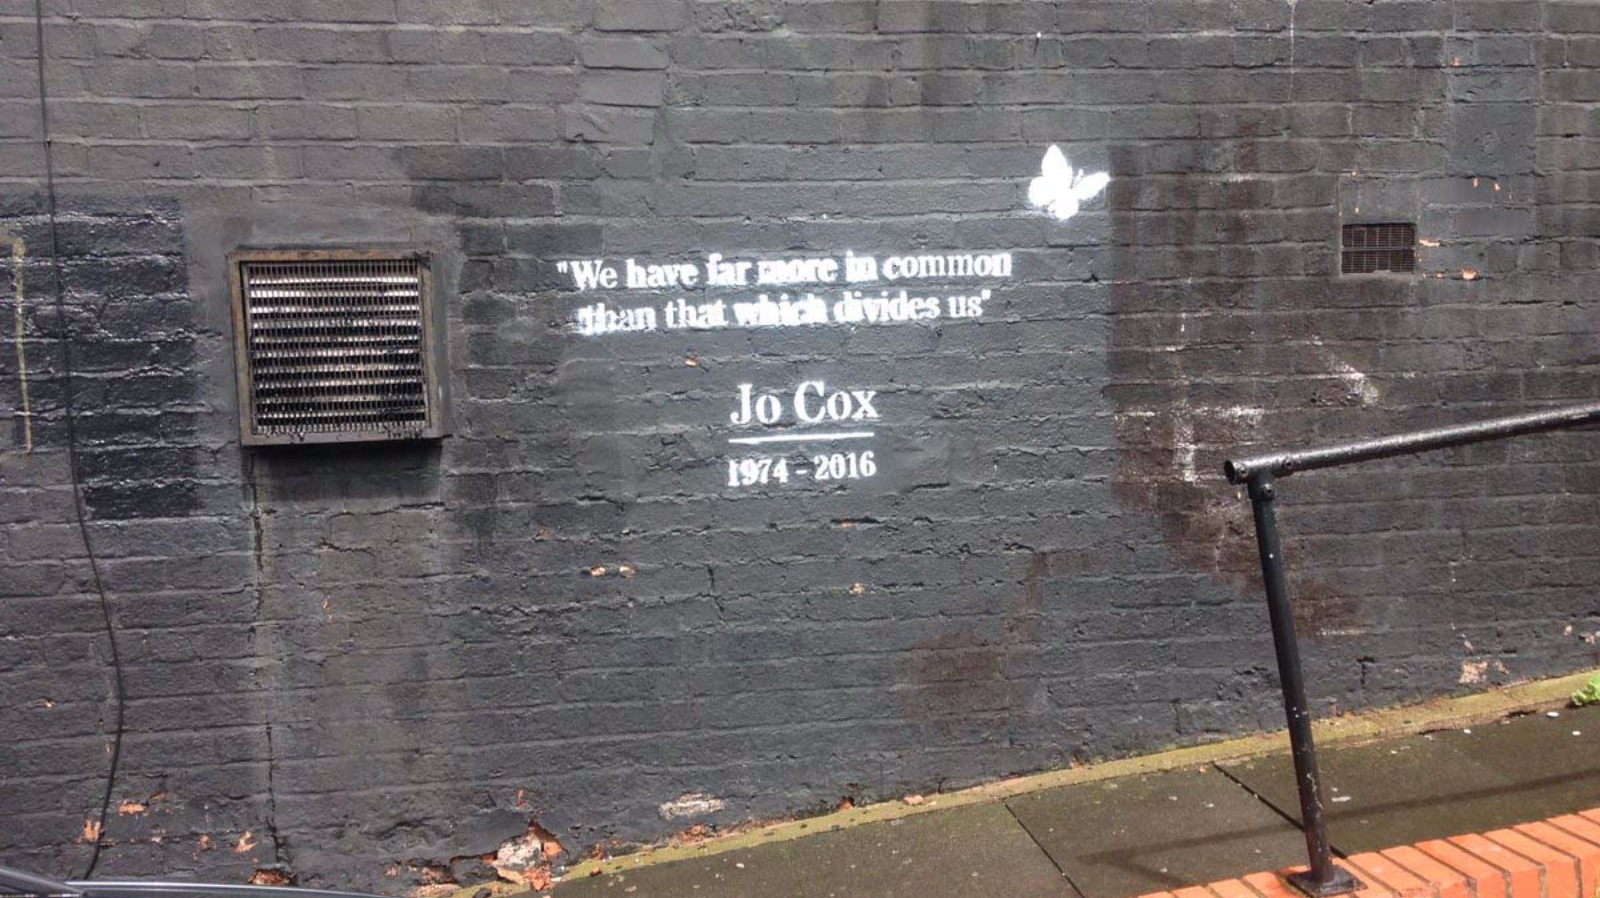 "We have far more in common
than that which divides us"
Jo Cox
1974 - 2016